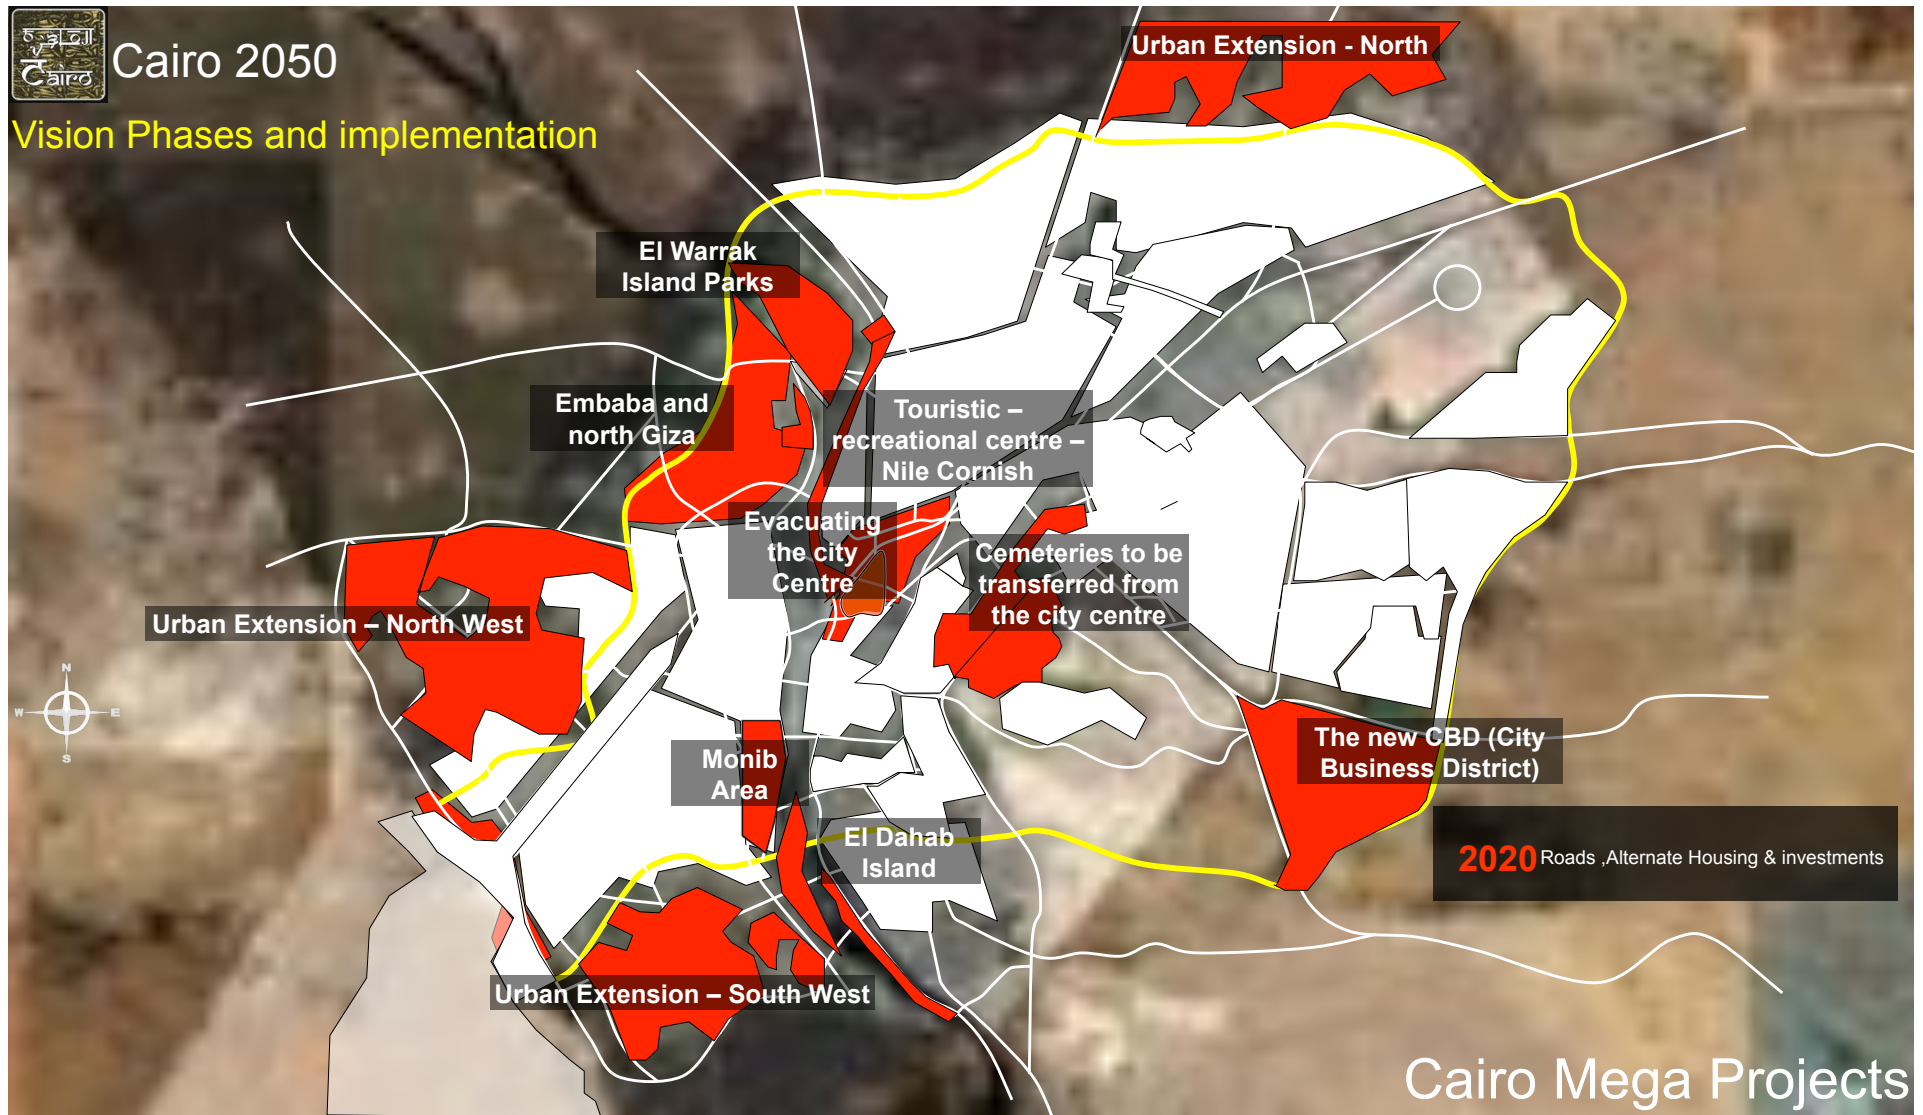 القاهرة
Cairo
Cairo 2050
Vision Phases and implementation
Urban Extension - North
El Warrak
Island Parks
Embaba and
north Giza
Touristic –
recreational centre –
Nile Cornish
Evacuating
the city
Centre
Cemeteries to be
transferred from
the city centre
Urban Extension – North West
N
W
E
S
Monib
Area
The new CBD (City
Business District)
El Dahab
Island
2020 Roads ,Alternate Housing & investments
Urban Extension – South West
Cairo Mega Projects